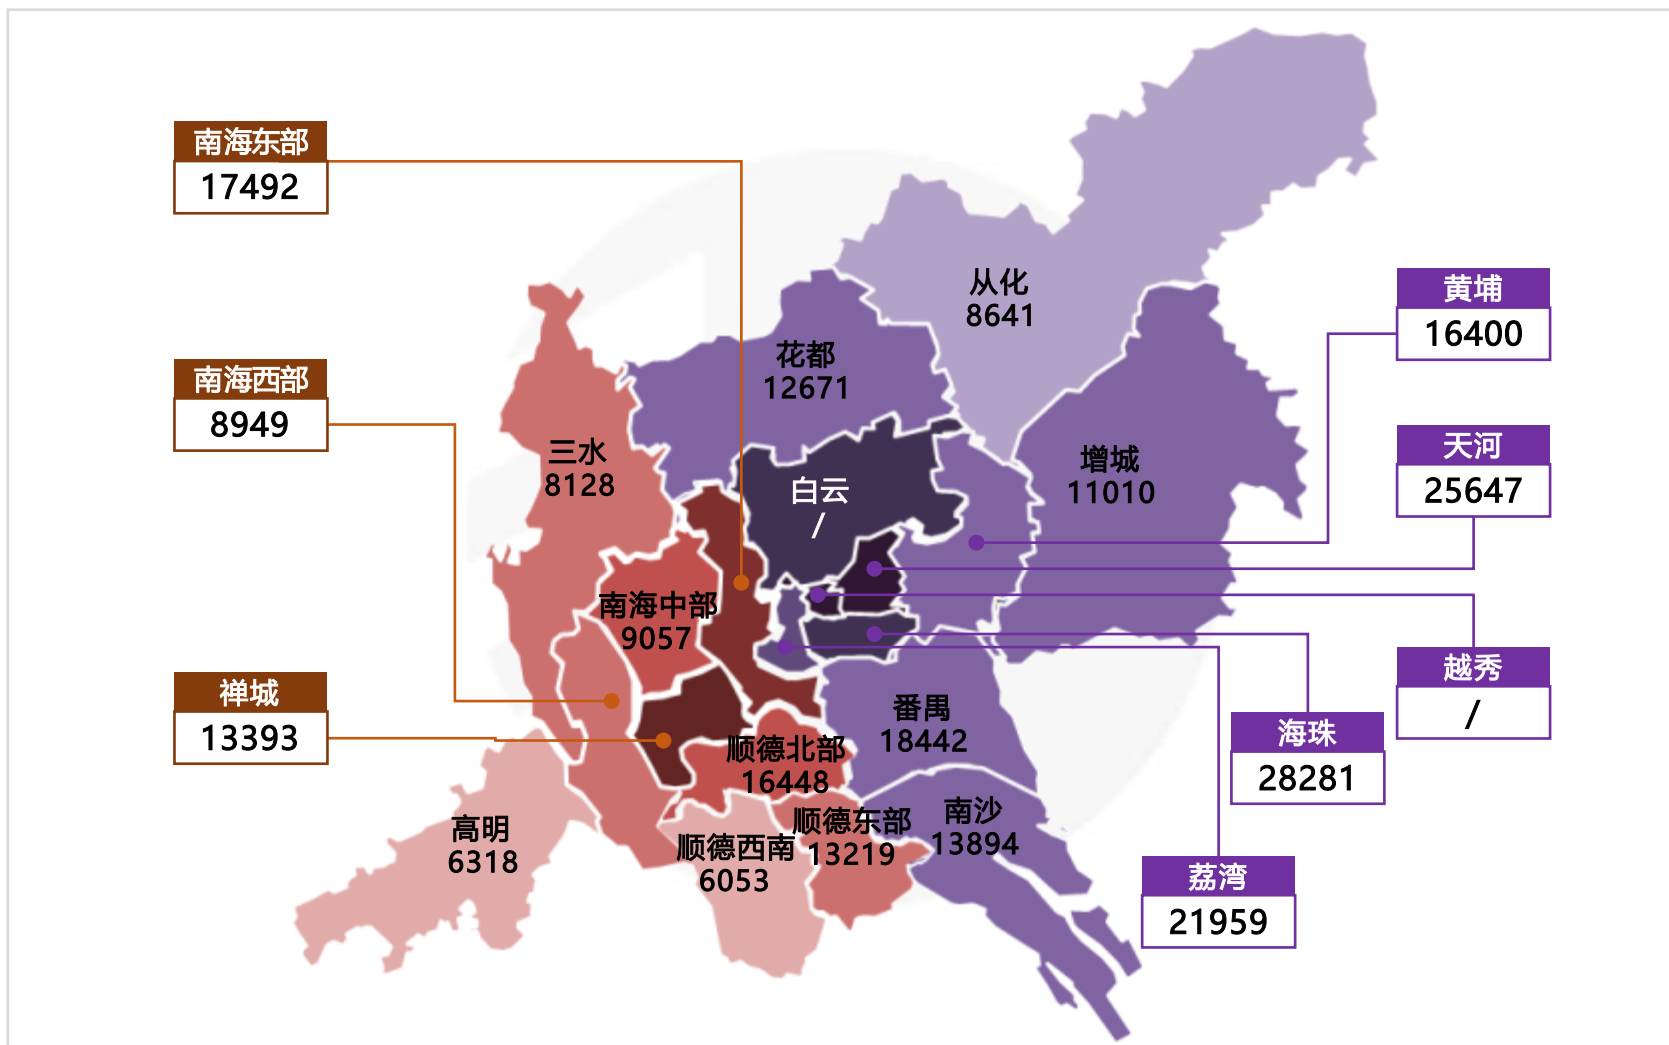 南海东部
17492
从化
8641
黄埔
16400
花都
12671
南海西部
8949
天河
25647
三水
8128
增城
11010
白云
/
南海中部
9057
越秀
/
禅城
13393
番禺
18442
海珠
28281
顺德北部
16448
南沙
13894
顺德东部
13219
高明
6318
顺德西南
6053
荔湾
21959